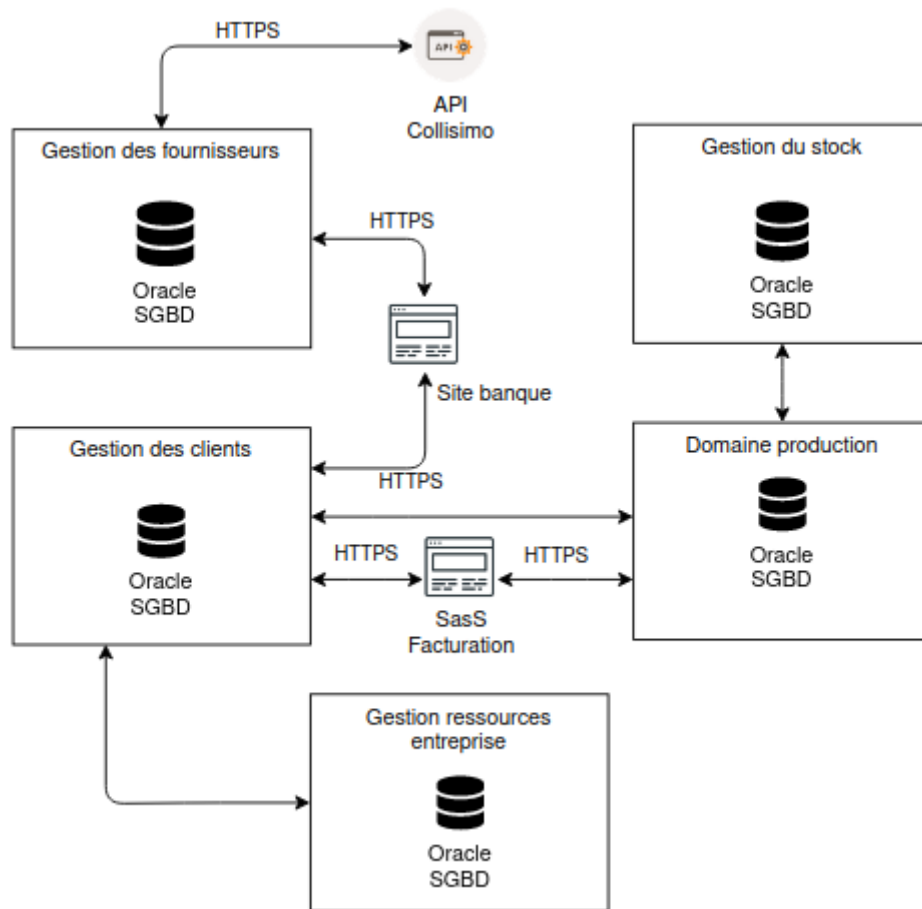 HTTPS
API
API
Collisimo
Gestion des fournisseurs
Oracle
SGBD
Gestion du stock
Oracle
SGBD
HTTPS
Site banque
Gestion des clients
Oracle
SGBD
HTTPS
Domaine production
Oracle
SGBD
HTTPS
HTTPS
SasS
Facturation
Gestion ressources
entreprise
Oracle
SGBD